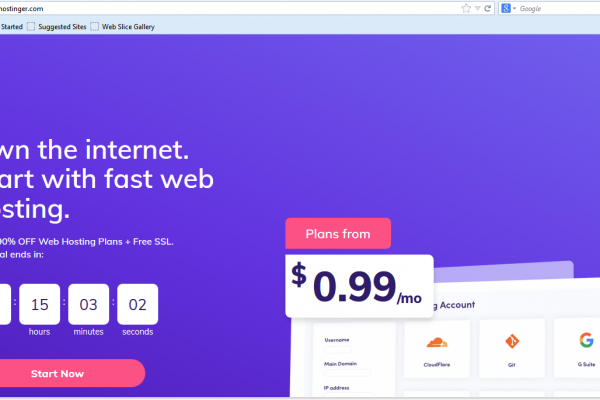 hostinger.com
Google
Started
Suggested Sites
Web Slice Gallery
wn the internet.
art with fast web
sting.
90% OFF Web Hosting Plans + Free SSL.
al ends in:
15 : 03 : 02
hours minutes seconds
Start Now
Plans from
$0.99/mo
g Account
Username
Main Domain
IP address
CloudFlare
Git
G Suite